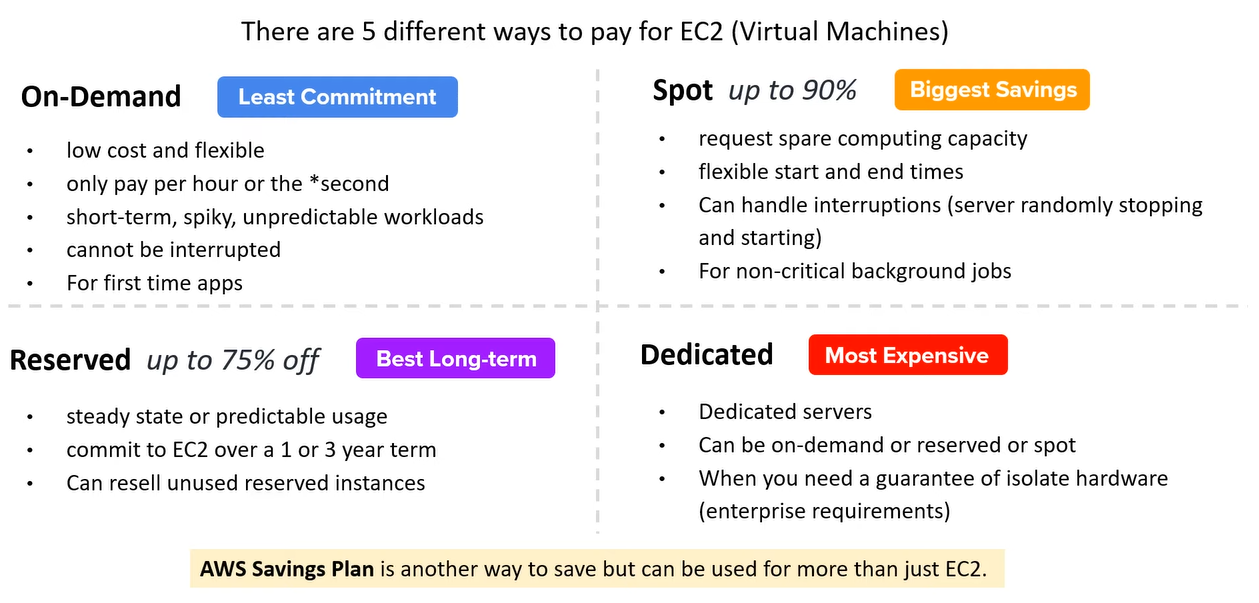 There are 5 different ways to pay for EC2 (Virtual Machines)
On-Demand Least Commitment
• low cost and flexible
• only pay per hour or the *second
• short-term, spiky, unpredictable workloads
• cannot be interrupted
• For first time apps
Spot up to 90% Biggest Savings
• request spare computing capacity
• flexible start and end times
• Can handle interruptions (server randomly stopping
and starting)
• For non-critical background jobs
Reserved up to 75% off Best Long-term
• steady state or predictable usage
• commit to EC2 over a 1 or 3 year term
• Can resell unused reserved instances
Dedicated Most Expensive
• Dedicated servers
• Can be on-demand or reserved or spot
• When you need a guarantee of isolate hardware
(enterprise requirements)
AWS Savings Plan is another way to save but can be used for more than just EC2.